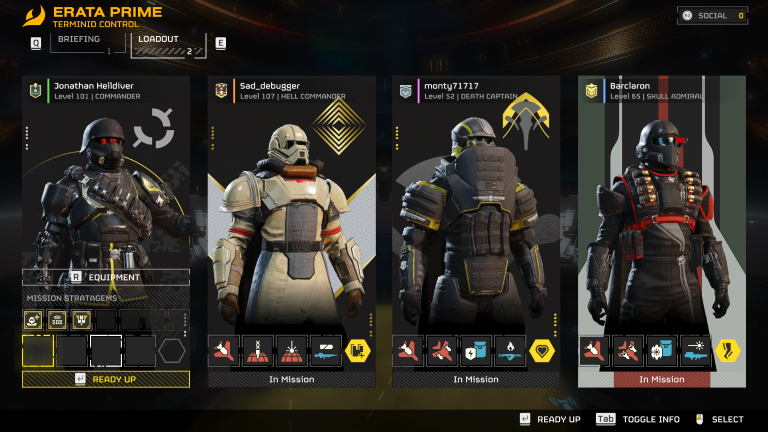 ERATA PRIME
TERMINID CONTROL
SOCIAL 0
Q BRIEFING 1 LOADOUT 2 E
Jonathan Helldiver
Level 101 | COMMANDER
Sad_debugger
Level 107 | HELL COMMANDER
monty71717
Level 52 | DEATH CAPTAIN
Barclaron
Level 65 | SKULL ADMIRAL
R EQUIPMENT
MISSION STRATAGEMS
SOS
READY UP
In Mission
In Mission
In Mission
READY UP Tab TOGGLE INFO SELECT